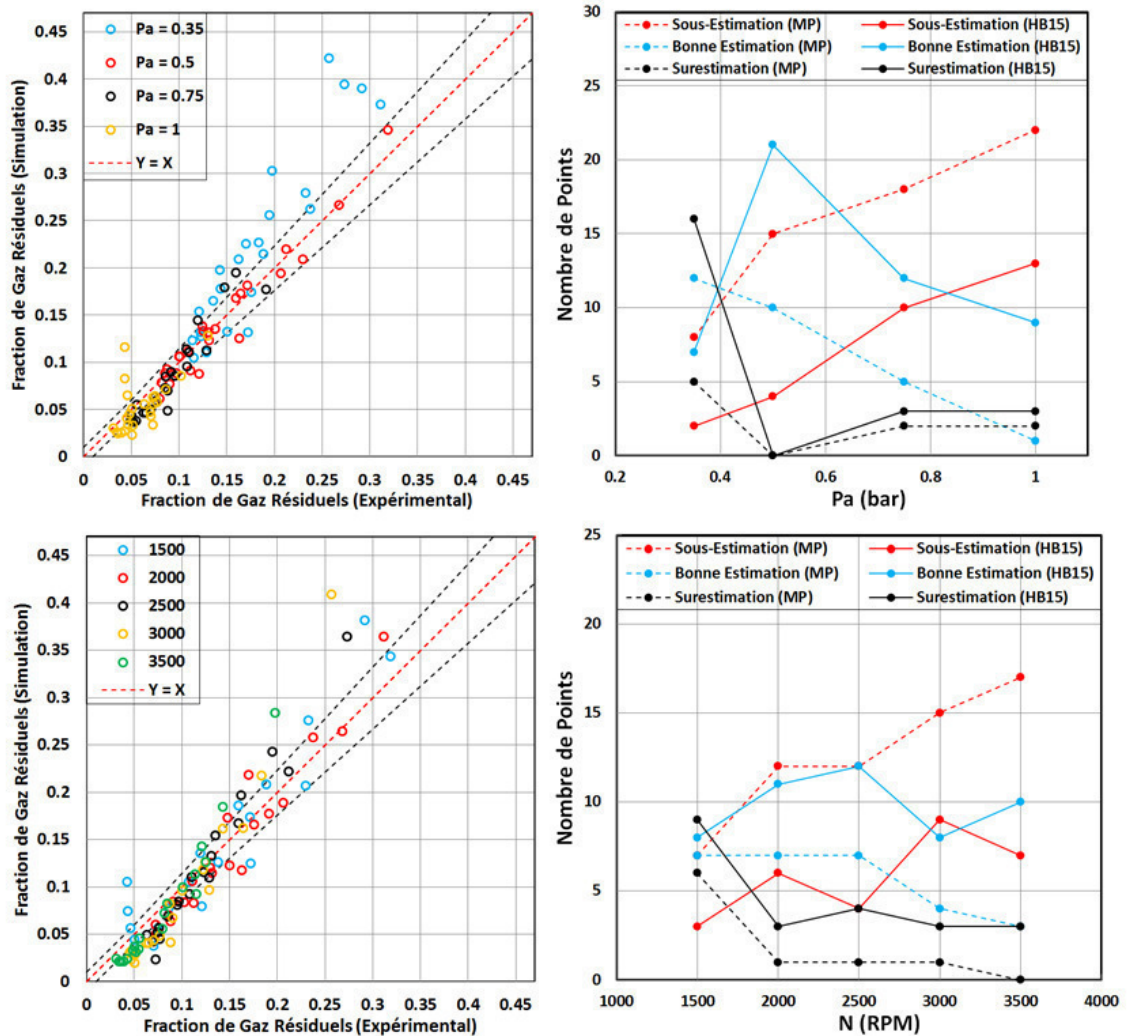 Fraction de Gaz Résiduels (Simulation)
0.45
0.4
0.35
0.3
0.25
0.2
0.15
0.1
0.05
0
Pa = 0.35
Pa = 0.5
Pa = 0.75
Pa = 1
Y = X
0 0.05 0.1 0.15 0.2 0.25 0.3 0.35 0.4 0.45
Fraction de Gaz Résiduels (Expérimental)
Nombre de Points
30
25
20
15
10
5
0
Sous-Estimation (MP) Sous-Estimation (HB15)
Bonne Estimation (MP) Bonne Estimation (HB15)
Surestimation (MP) Surestimation (HB15)
0.2 0.4 0.6 0.8 1
Pa (bar)
Fraction de Gaz Résiduels (Simulation)
0.45
0.4
0.35
0.3
0.25
0.2
0.15
0.1
0.05
0
1500
2000
2500
3000
3500
Y = X
0 0.05 0.1 0.15 0.2 0.25 0.3 0.35 0.4 0.45
Fraction de Gaz Résiduels (Expérimental)
Nombre de Points
25
20
15
10
5
0
Sous-Estimation (MP) Sous-Estimation (HB15)
Bonne Estimation (MP) Bonne Estimation (HB15)
Surestimation (MP) Surestimation (HB15)
1000 1500 2000 2500 3000 3500 4000
N (RPM)